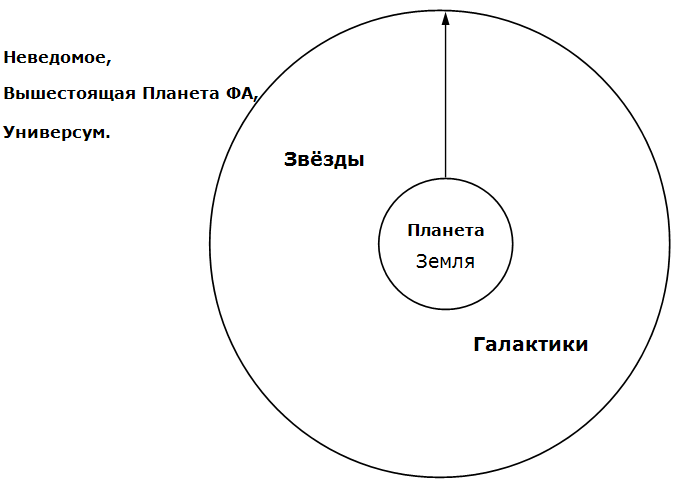 Неведомое,
Вышестоящая Планета ФА,
Универсум.
Звёзды
Планета
Земля
Галактики